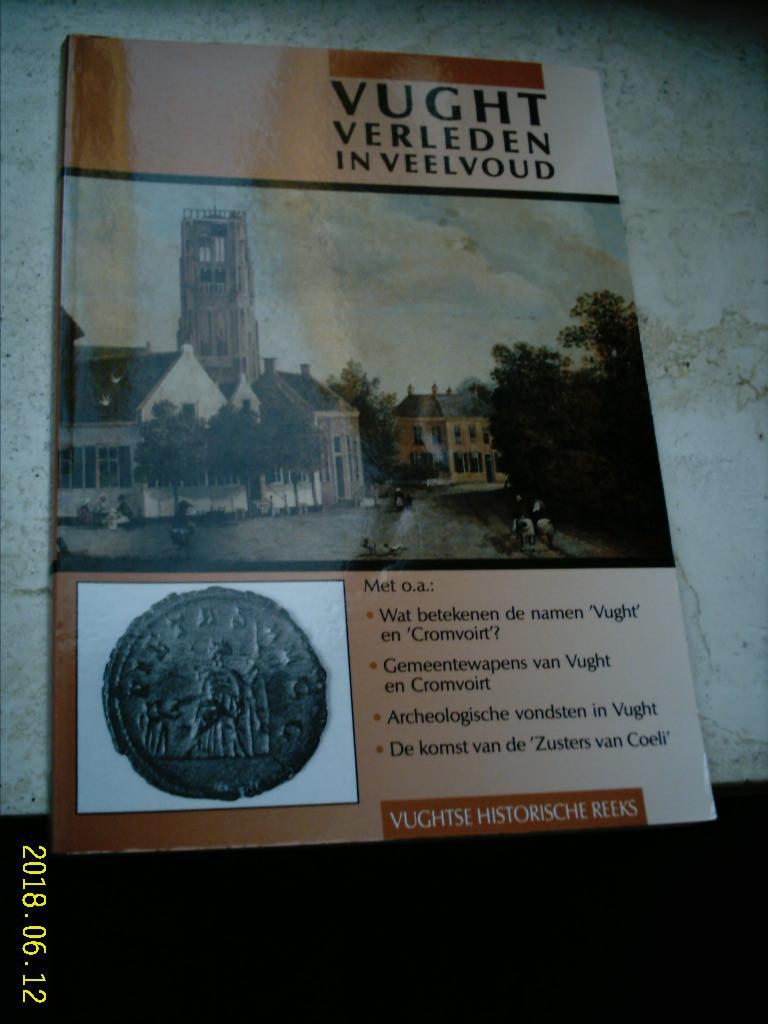 VUGHT
VERLEDEN
IN VEELVOUD
Met o.a.:
• Wat betekenen de namen 'Vught'
en 'Cromvoirt'?
• Gemeentewapens van Vught
en Cromvoirt
• Archeologische vondsten in Vught
• De komst van de 'Zusters van Coeli'
VUGHTSE HISTORISCHE REEKS
2018.06.12